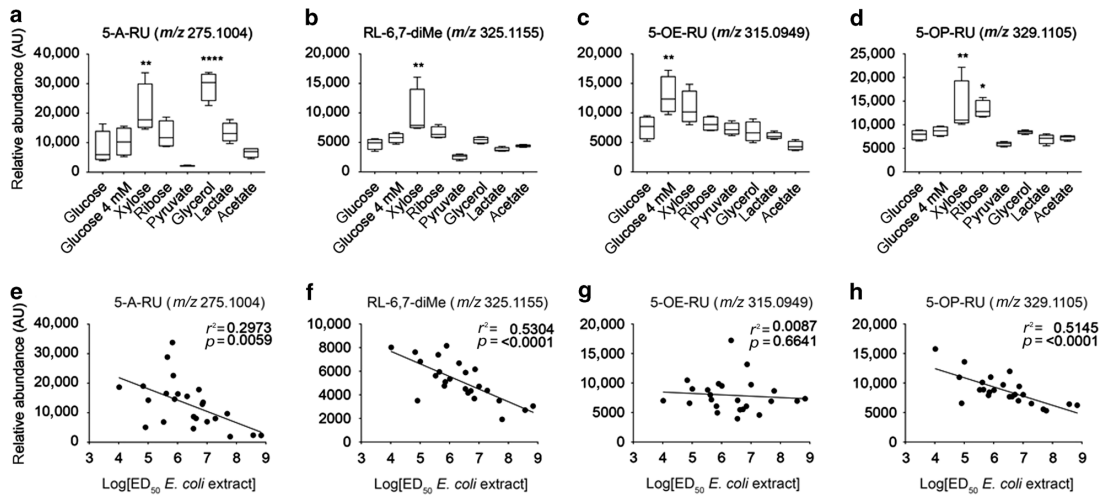 a
5-A-RU (m/z 275.1004)
Relative abundance (AU)
40,000
30,000
20,000
10,000
0
**
****
Glucose
Glucose 4 mM
Xylose
Ribose
Pyruvate
Glycerol
Lactate
Acetate
b
RL-6,7-diMe (m/z 325.1155)
20,000
15,000
10,000
5000
0
**
Glucose
Glucose 4 mM
Xylose
Ribose
Pyruvate
Glycerol
Lactate
Acetate
c
5-OE-RU (m/z 315.0949)
20,000
15,000
10,000
5000
0
**
Glucose
Glucose 4 mM
Xylose
Ribose
Pyruvate
Glycerol
Lactate
Acetate
d
5-OP-RU (m/z 329.1105)
25,000
20,000
15,000
10,000
5000
0
**
*
Glucose
Glucose 4 mM
Xylose
Ribose
Pyruvate
Glycerol
Lactate
Acetate
e
5-A-RU (m/z 275.1004)
Relative abundance (AU)
r² = 0.2973
p = 0.0059
40,000
30,000
20,000
10,000
0
3 4 5 6 7 8 9
Log[ED50 E. coli extract]
f
RL-6,7-diMe (m/z 325.1155)
r² = 0.5304
p = <0.0001
10,000
8000
6000
4000
2000
0
3 4 5 6 7 8 9
Log[ED50 E. coli extract]
g
5-OE-RU (m/z 315.0949)
r² = 0.0087
p = 0.6641
20,000
15,000
10,000
5000
0
3 4 5 6 7 8 9
Log[ED50 E. coli extract]
h
5-OP-RU (m/z 329.1105)
r² = 0.5145
p = <0.0001
20,000
15,000
10,000
5000
0
3 4 5 6 7 8 9
Log[ED50 E. coli extract]